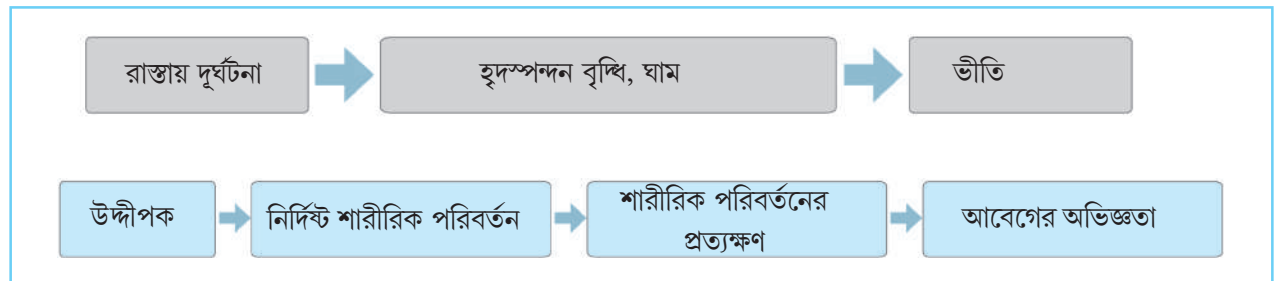 রাস্তায় দূর্ঘটনা
হৃদস্পন্দন বৃদ্ধি, ঘাম
ভীতি
উদ্দীপক
নির্দিষ্ট শারীরিক পরিবর্তন
শারীরিক পরিবর্তনের
প্রত্যক্ষণ
আবেগের অভিজ্ঞতা